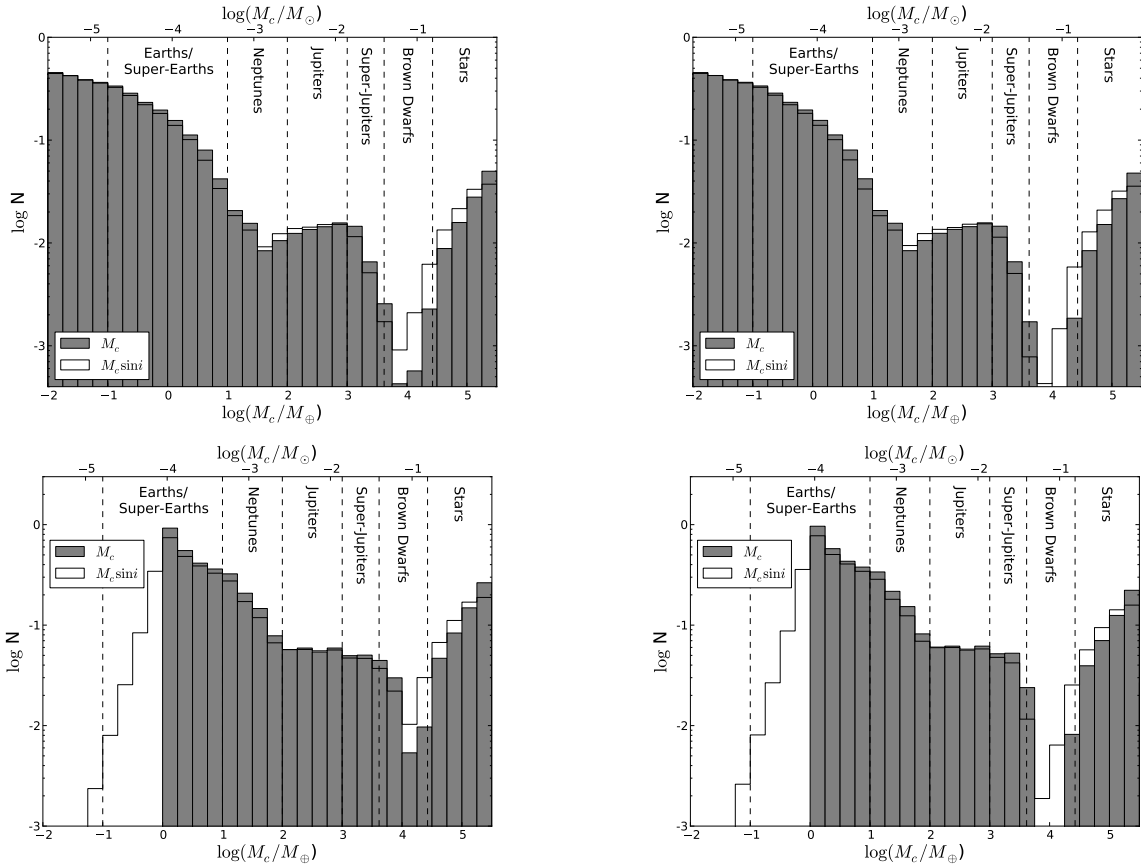 log(M_c/M_⊙)
−5 −4 −3 −2 −1
0
Earths/
Super-Earths
Neptunes
Jupiters
Super-Jupiters
Brown Dwarfs
Stars
-1
log N
-2
-3
M_c
M_c sini
−2 −1 0 1 2 3 4 5
log(M_c/M_⊕)
log(M_c/M_⊙)
−5 −4 −3 −2 −1
0
Earths/
Super-Earths
Neptunes
Jupiters
Super-Jupiters
Brown Dwarfs
Stars
-1
log N
-2
-3
M_c
M_c sini
−2 −1 0 1 2 3 4 5
log(M_c/M_⊕)
log(M_c/M_⊙)
−5 −4 −3 −2 −1
Earths/
Super-Earths
Neptunes
Jupiters
Super-Jupiters
Brown Dwarfs
Stars
0
M_c
M_c sini
-1
log N
-2
-3
−2 −1 0 1 2 3 4 5
log(M_c/M_⊕)
log(M_c/M_⊙)
−5 −4 −3 −2 −1
Earths/
Super-Earths
Neptunes
Jupiters
Super-Jupiters
Brown Dwarfs
Stars
0
M_c
M_c sini
-1
log N
-2
-3
−2 −1 0 1 2 3 4 5
log(M_c/M_⊕)